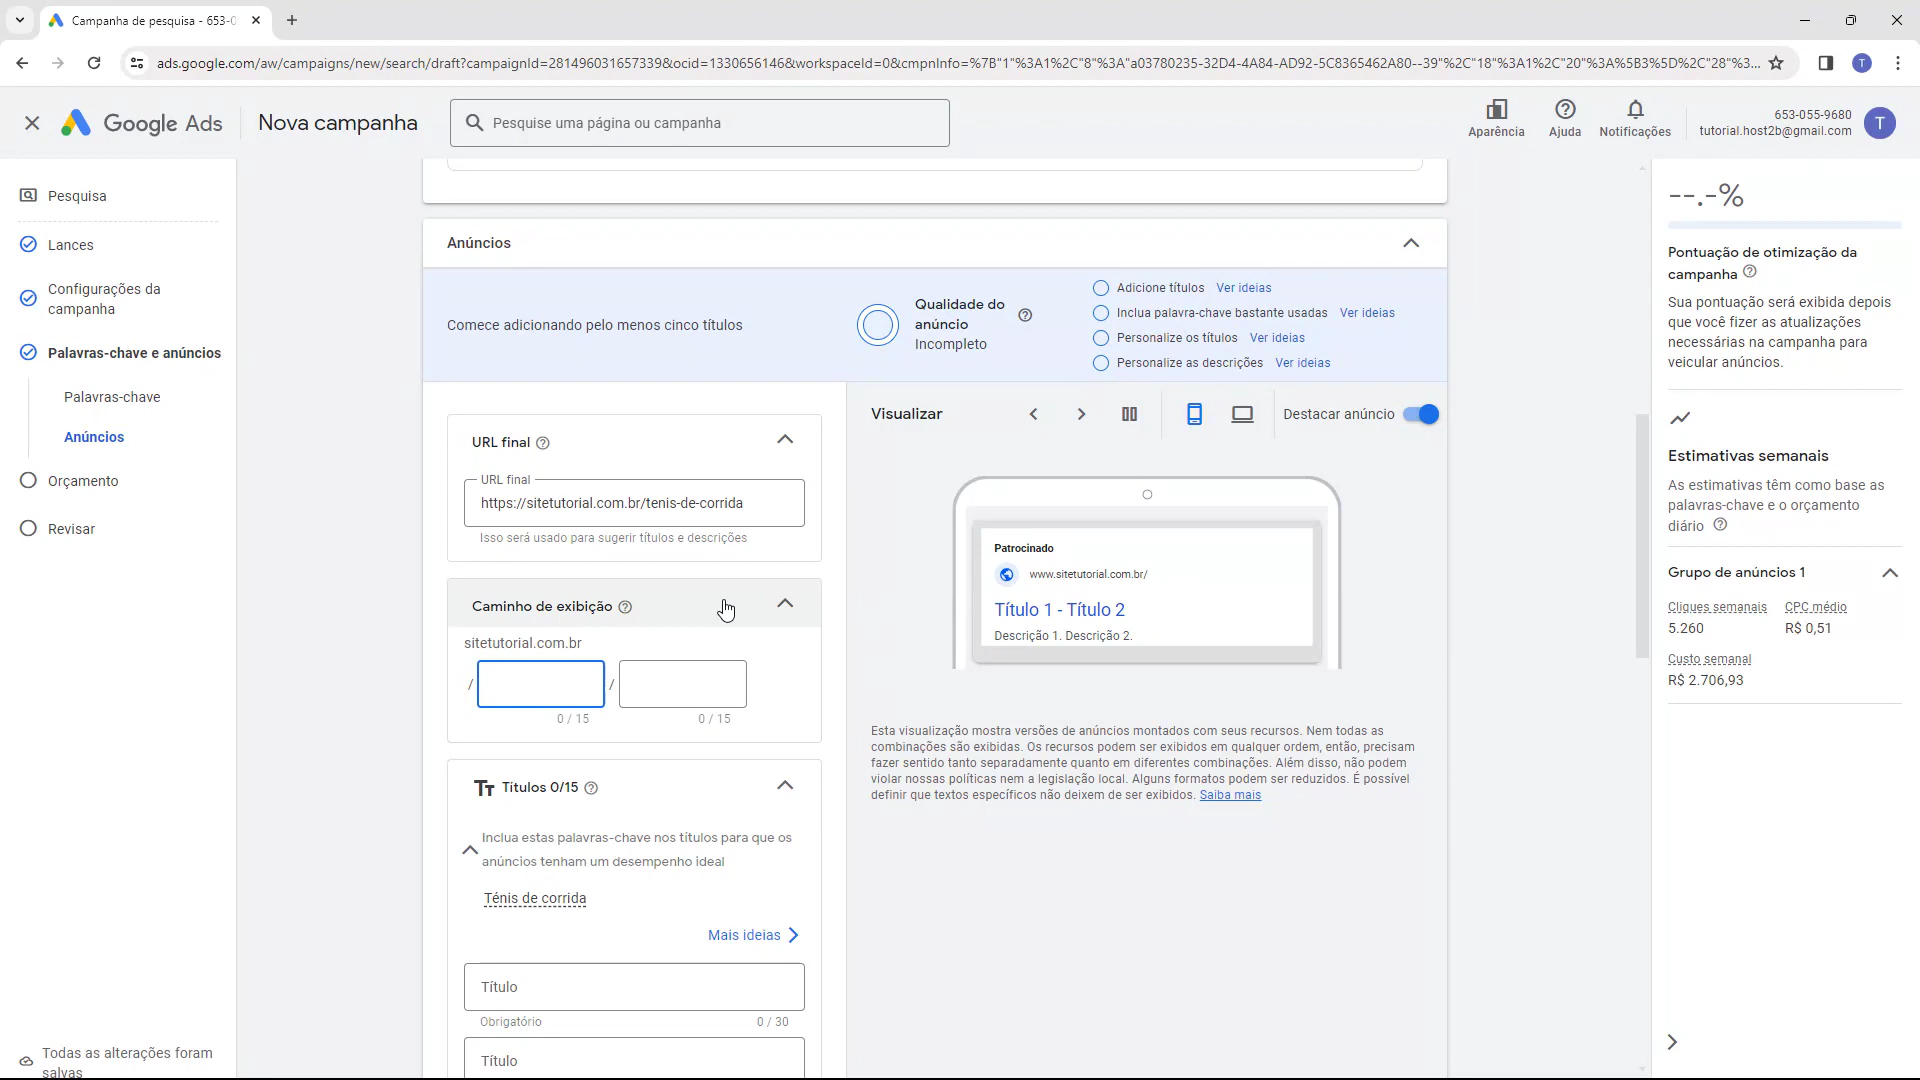 Campanha de pesquisa - 653-0
ads.google.com/aw/campaigns/new/search/draft?campaignId=281496031657339&ocid=1330656146&workspaceId=0&cmpnInfo=%7B"1"%3A1%2C"8"%3A"a03780235-32D4-4A84-AD92-5C8365462A80--39"%2C"18"%3A1%2C"20"%3A%5B3%5D%2C"28"%3...
T
Google Ads
Nova campanha
Pesquise uma página ou campanha
Aparência
Ajuda
Notificações
653-055-9680
tutorial.host2b@gmail.com
T
Pesquisa
Lances
Configurações da
campanha
Palavras-chave e anúncios
Palavras-chave
Anúncios
Orçamento
Revisar
Todas as alterações foram
salvas
Anúncios
Comece adicionando pelo menos cinco títulos
Qualidade do
anúncio
Incompleto
Adicione títulos Ver ideias
Inclua palavra-chave bastante usadas Ver ideias
Personalize os títulos Ver ideias
Personalize as descrições Ver ideias
URL final
URL final
https://sitetutorial.com.br/tenis-de-corrida
Isso será usado para sugerir títulos e descrições
Caminho de exibição
sitetutorial.com.br
/ /
0 / 15 0 / 15
Títulos 0/15
Inclua estas palavras-chave nos títulos para que os
anúncios tenham um desempenho ideal
Ténis de corrida
Mais ideias
Título
Obrigatório 0 / 30
Título
Visualizar
Destacar anúncio
Patrocinado
www.sitetutorial.com.br/
Título 1 - Título 2
Descrição 1. Descrição 2.
Esta visualização mostra versões de anúncios montados com seus recursos. Nem todas as
combinações são exibidas. Os recursos podem ser exibidos em qualquer ordem, então, precisam
fazer sentido tanto separadamente quanto em diferentes combinações. Além disso, não podem
violar nossas políticas nem a legislação local. Alguns formatos podem ser reduzidos. É possível
definir que textos específicos não deixem de ser exibidos. Saiba mais
--.-%
Pontuação de otimização da
campanha
Sua pontuação será exibida depois
que você fizer as atualizações
necessárias na campanha para
veicular anúncios.
Estimativas semanais
As estimativas têm como base as
palavras-chave e o orçamento
diário
Grupo de anúncios 1
Cliques semanais CPC médio
5.260 R$ 0,51
Custo semanal
R$ 2.706,93